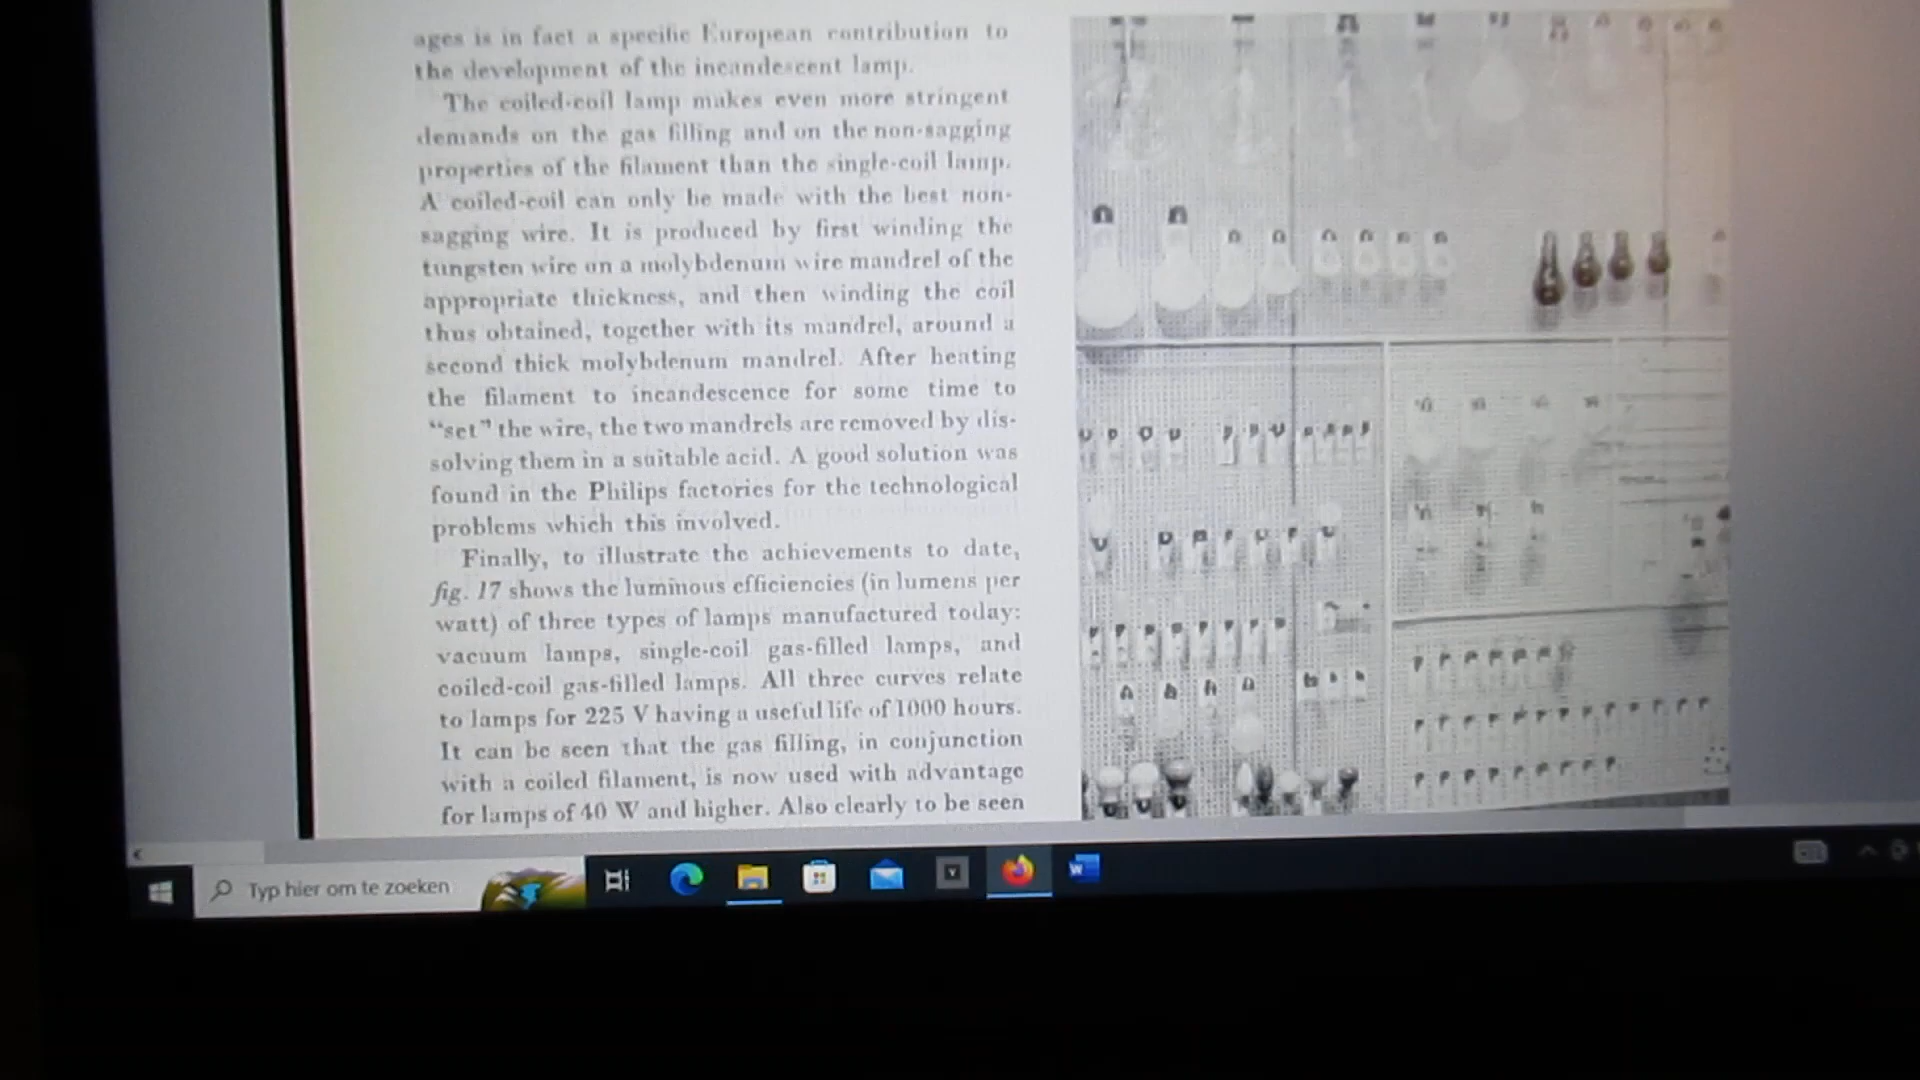 ages is in fact a specific European contribution to
the development of the incandescent lamp.
The coiled-coil lamp makes even more stringent
demands on the gas filling and on the non-sagging
properties of the filament than the single-coil lamp.
A coiled-coil can only be made with the best non-
sagging wire. It is produced by first winding the
tungsten wire on a molybdenum wire mandrel of the
appropriate thickness, and then winding the coil
thus obtained, together with its mandrel, around a
second thick molybdenum mandrel. After heating
the filament to incandescence for some time to
"set" the wire, the two mandrels are removed by dis-
solving them in a suitable acid. A good solution was
found in the Philips factories for the technological
problems which this involved.
Finally, to illustrate the achievements to date,
fig. 17 shows the luminous efficiencies (in lumens per
watt) of three types of lamps manufactured today:
vacuum lamps, single-coil gas-filled lamps, and
coiled-coil gas-filled lamps. All three curves relate
to lamps for 225 V having a useful life of 1000 hours.
It can be seen that the gas filling, in conjunction
with a coiled filament, is now used with advantage
for lamps of 40 W and higher. Also clearly to be seen
Typ hier om te zoeken